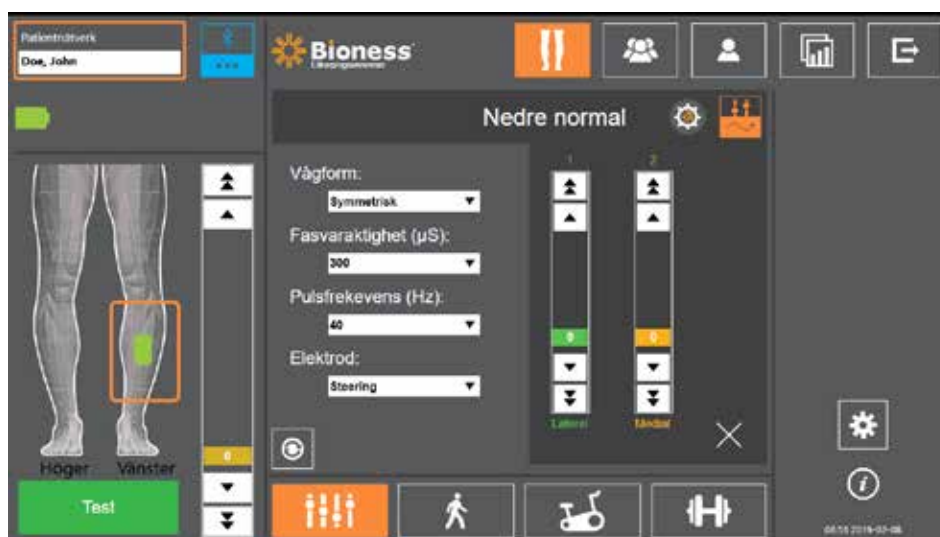 Patientnätverk
Doe, John
Bioness
Nedre normal
Vågform:
Symmetrisk
Fasvaraktighet (µS):
300
Pulsfrekevens (Hz):
40
Elektrod:
Steering
1
2
0
0
Lateral
Medial
0
Höger
Vänster
Test